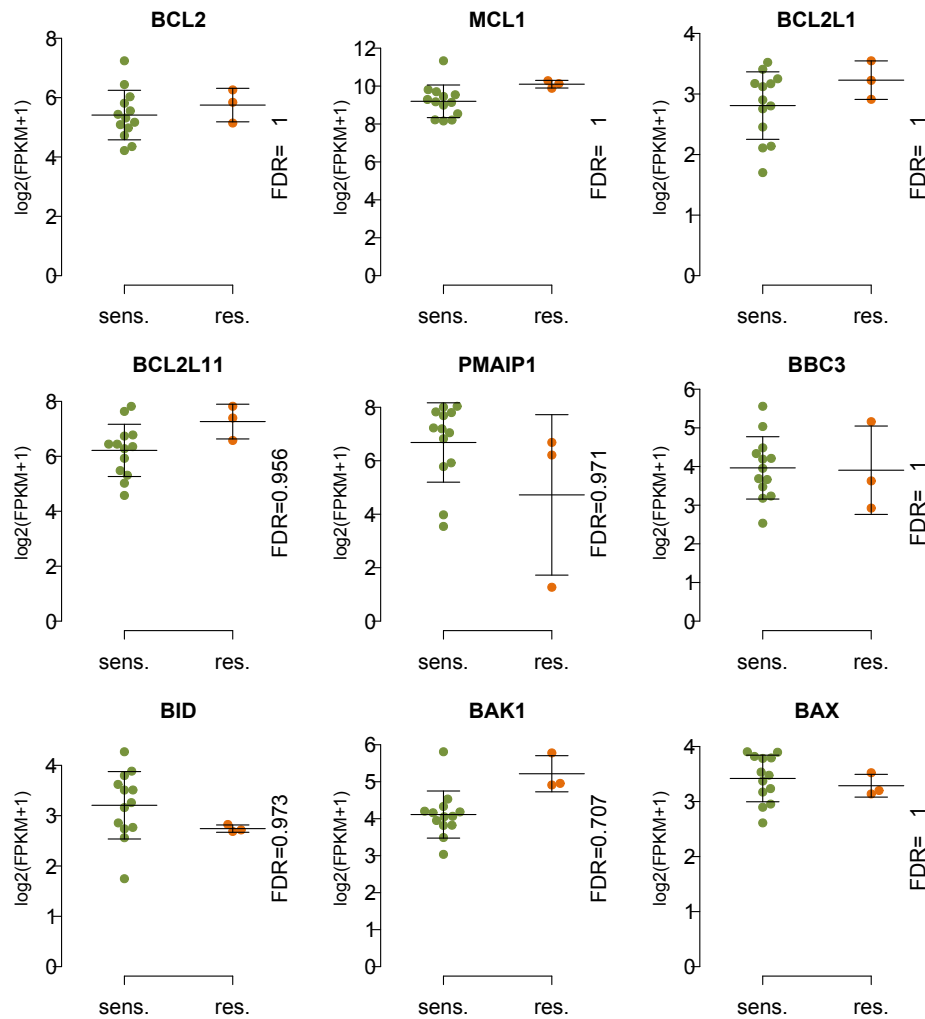 BCL2
log2(FPKM+1)
8
6
4
2
0
FDR= 1
sens.
res.
MCL1
log2(FPKM+1)
12
10
8
6
4
2
0
FDR= 1
sens.
res.
BCL2L1
log2(FPKM+1)
4
3
2
1
0
FDR= 1
sens.
res.
BCL2L11
log2(FPKM+1)
8
6
4
2
0
FDR=0.956
sens.
res.
PMAIP1
log2(FPKM+1)
8
6
4
2
0
FDR=0.971
sens.
res.
BBC3
log2(FPKM+1)
6
5
4
3
2
1
0
FDR= 1
sens.
res.
BID
log2(FPKM+1)
4
3
2
1
0
FDR=0.973
sens.
res.
BAK1
log2(FPKM+1)
6
5
4
3
2
1
0
FDR=0.707
sens.
res.
BAX
log2(FPKM+1)
4
3
2
1
0
FDR= 1
sens.
res.